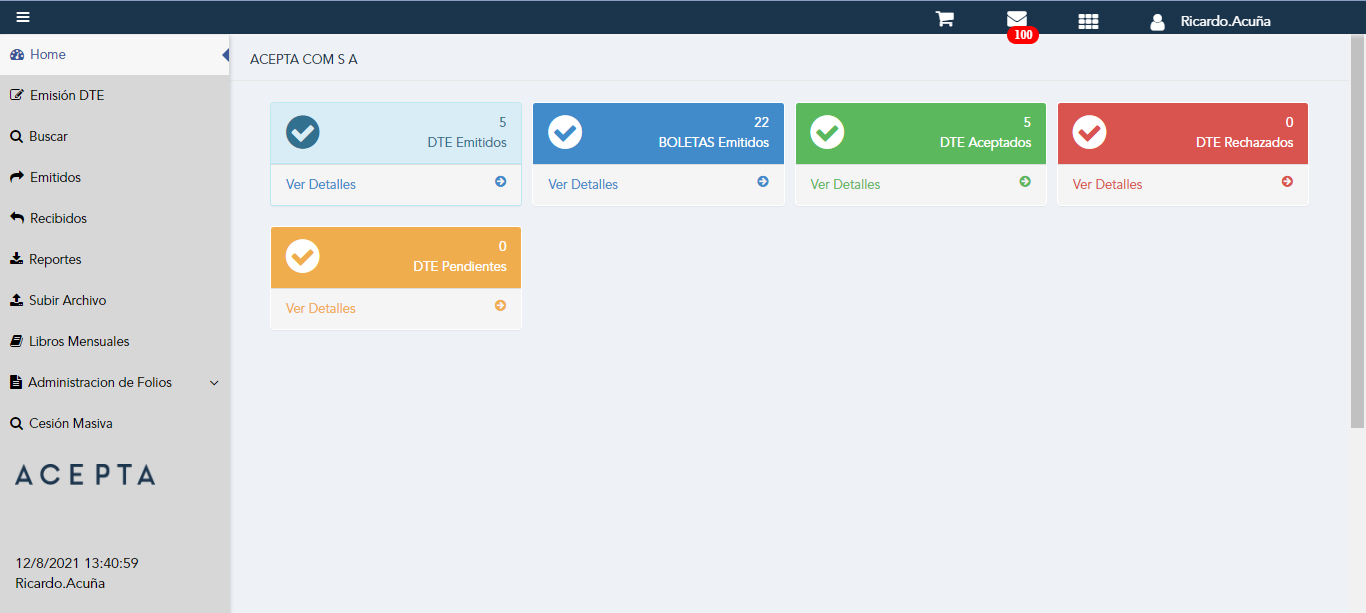 100
Ricardo.Acuña
Home
ACEPTA COM S A
Emisión DTE
Buscar
Emitidos
Recibidos
Reportes
Subir Archivo
Libros Mensuales
Administracion de Folios
Cesión Masiva
ACEPTA
12/8/2021 13:40:59
Ricardo.Acuña
5
DTE Emitidos
Ver Detalles
22
BOLETAS Emitidos
Ver Detalles
5
DTE Aceptados
Ver Detalles
0
DTE Rechazados
Ver Detalles
0
DTE Pendientes
Ver Detalles